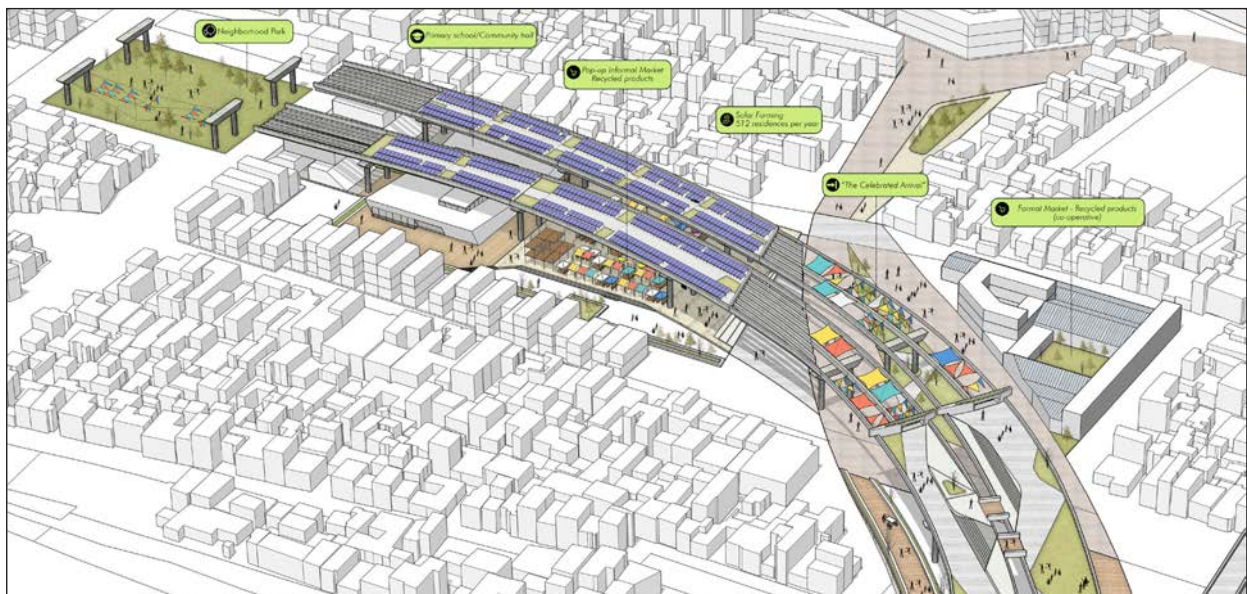 Neighborhood Park
Primary school/Community hall
Pop-up Informal Market
Recycled products
Solar Farming
512 residences per year
"The Celebrated Arrival"
Formal Market - Recycled products
(co-operative)